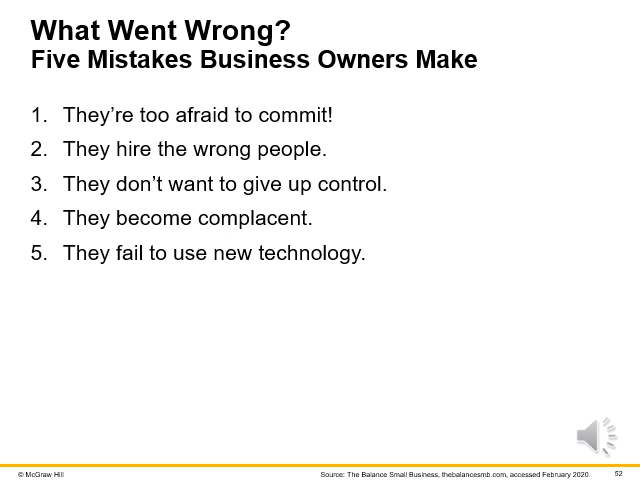 What Went Wrong?
Five Mistakes Business Owners Make
1. They’re too afraid to commit!
2. They hire the wrong people.
3. They don’t want to give up control.
4. They become complacent.
5. They fail to use new technology.
© McGraw Hill
Source: The Balance Small Business, thebalancesmb.com, accessed February 2020.
52